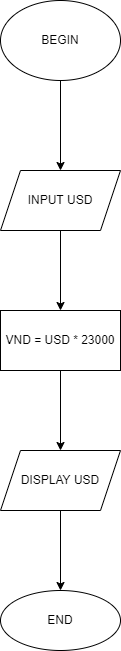 BEGIN
INPUT USD
VND = USD * 23000
DISPLAY USD
END